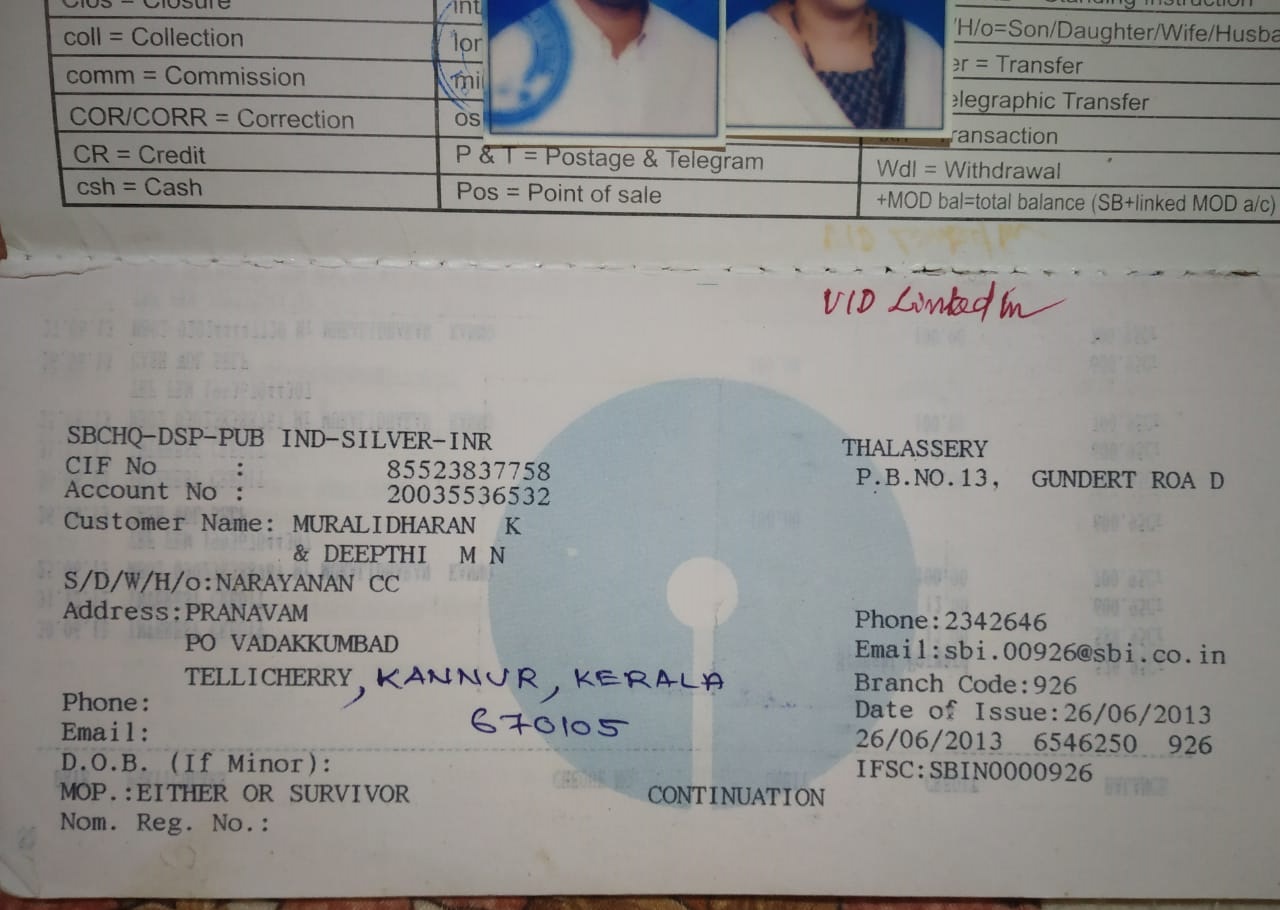 Clos = Closure
coll = Collection
comm = Commission
COR/CORR = Correction
CR = Credit
csh = Cash
int
os
P & T = Postage & Telegram
Pos = Point of sale
Standing Instruction
/H/o=Son/Daughter/Wife/Husba
er = Transfer
elegraphic Transfer
ransaction
Wdl = Withdrawal
+MOD bal=total balance (SB+linked MOD a/c)
UID Linked in
SBCHQ-DSP-PUB IND-SILVER-INR
CIF No : 85523837758
Account No : 20035536532
Customer Name: MURALIDHARAN K
& DEEPTHI M N
S/D/W/H/o:NARAYANAN CC
Address:PRANAVAM
PO VADAKKUMBAD
TELLICHERRY, KANNUR, KERALA
670105
Phone:
Email:
D.O.B. (If Minor):
MOP.:EITHER OR SURVIVOR
Nom. Reg. No.:
THALASSERY
P.B.NO.13, GUNDERT ROA D
Phone:2342646
Email:sbi.00926@sbi.co.in
Branch Code:926
Date of Issue:26/06/2013
26/06/2013 6546250 926
IFSC:SBIN0000926
CONTINUATION